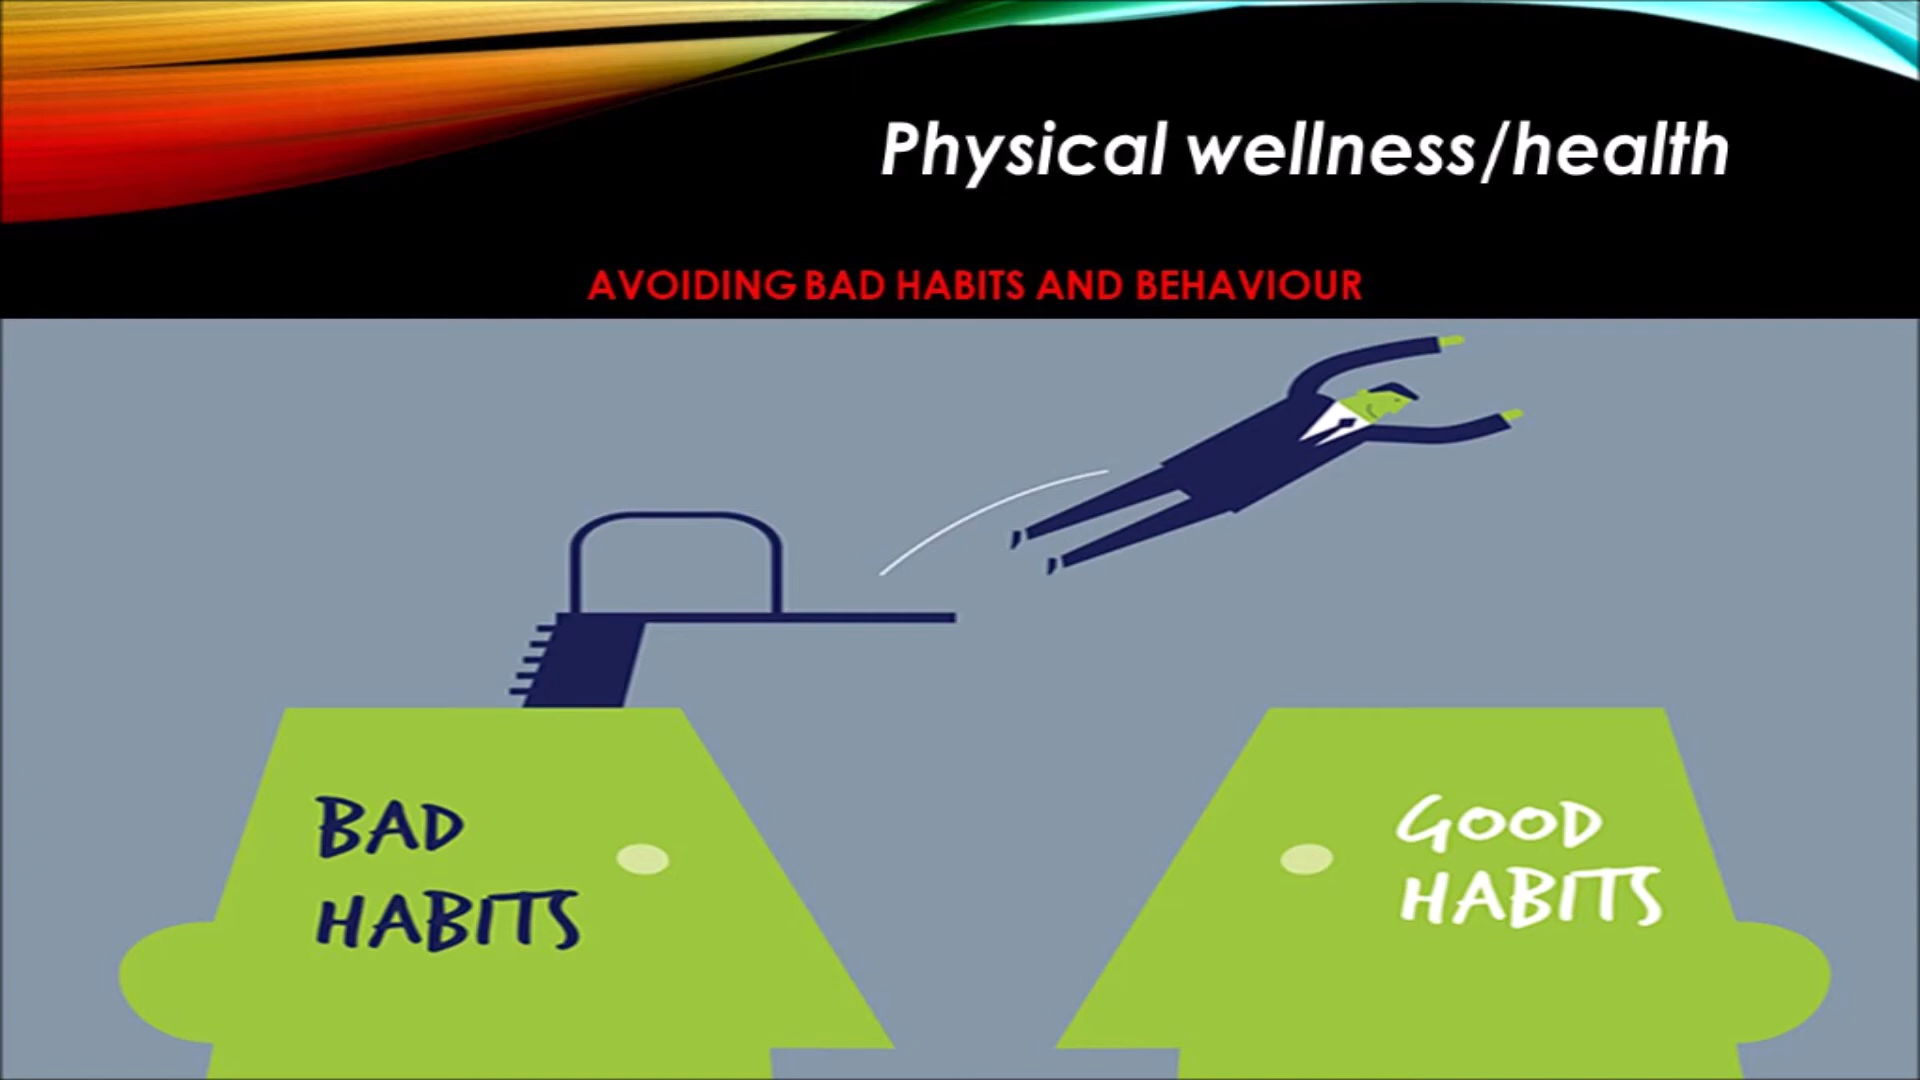 Physical wellness/health
AVOIDING BAD HABITS AND BEHAVIOUR
BAD
HABITS
GOOD
HABITS